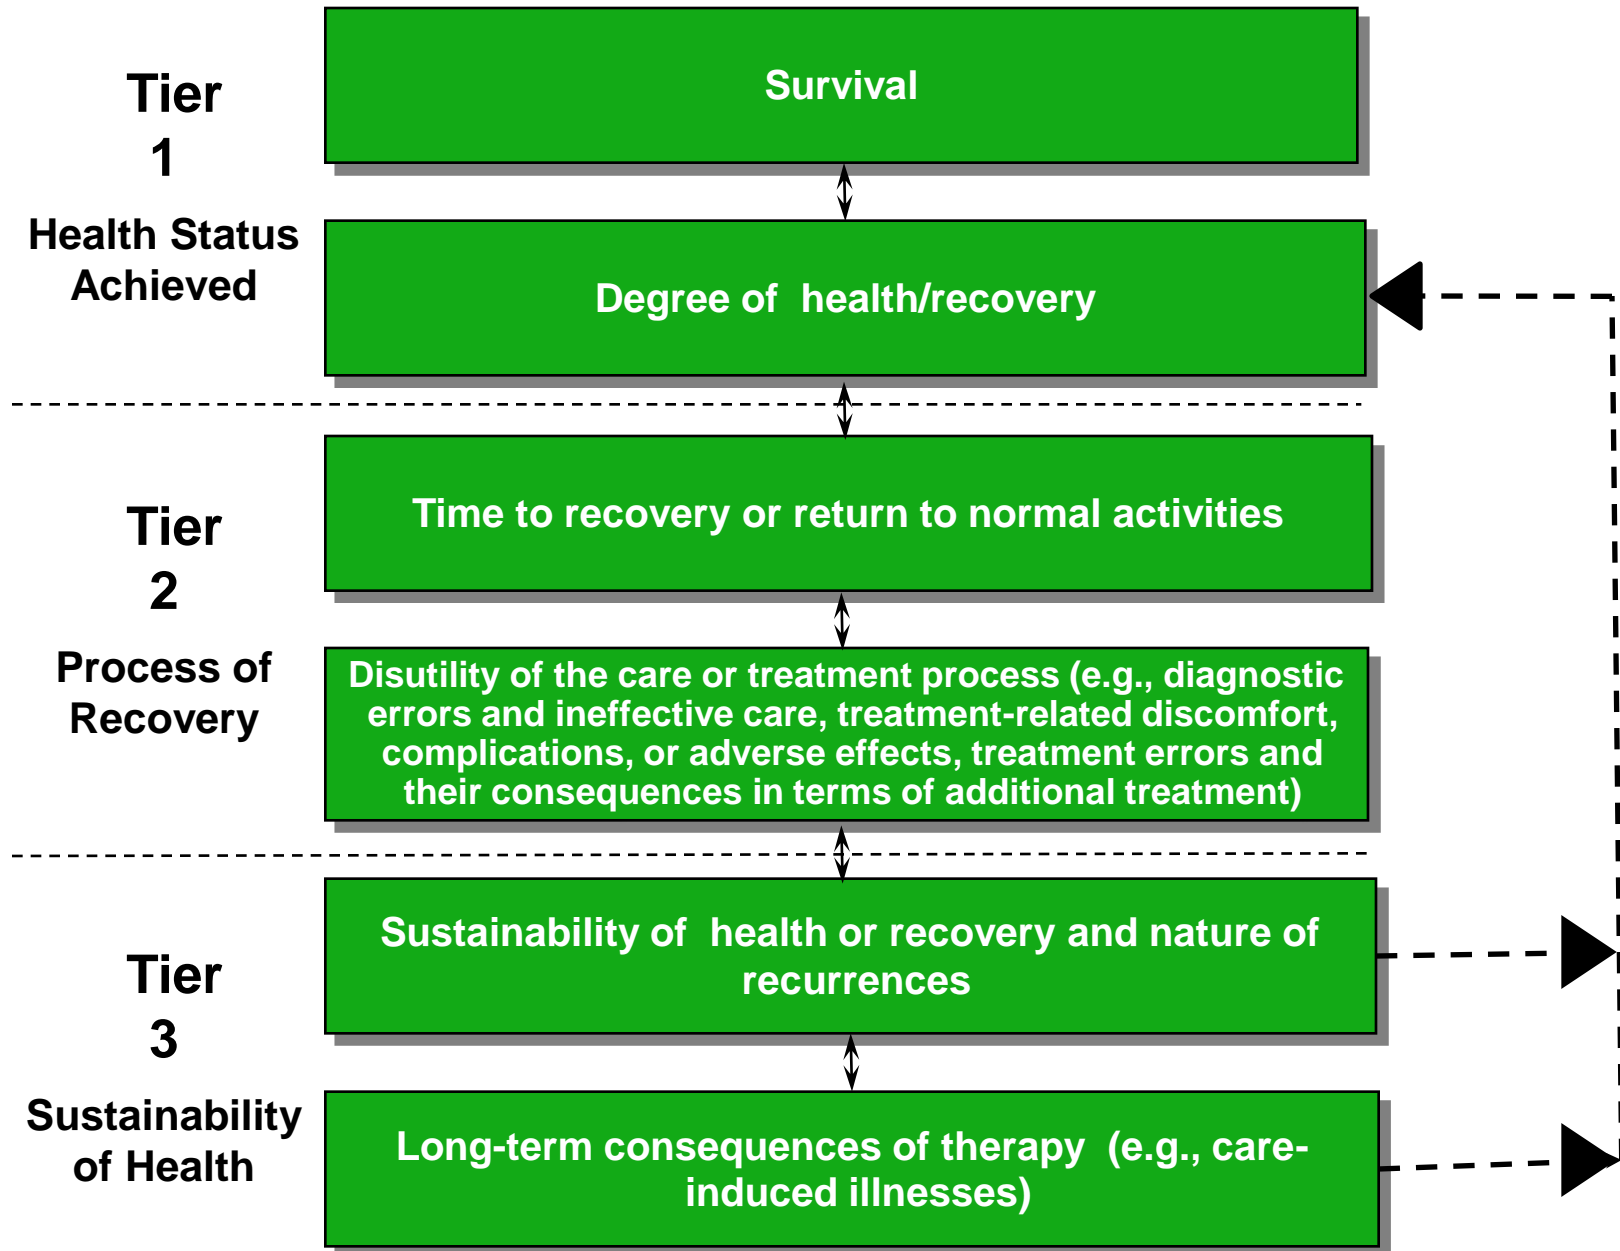 Tier
1
Health Status
Achieved
Survival
Degree of  health/recovery
Tier
2
Process of
Recovery
Time to recovery or return to normal activities
Disutility of the care or treatment process (e.g., diagnostic
errors and ineffective care, treatment-related discomfort,
complications, or adverse effects, treatment errors and
their consequences in terms of additional treatment)
Tier
3
Sustainability
of Health
Sustainability of  health or recovery and nature of
recurrences
Long-term consequences of therapy  (e.g., care-
induced illnesses)